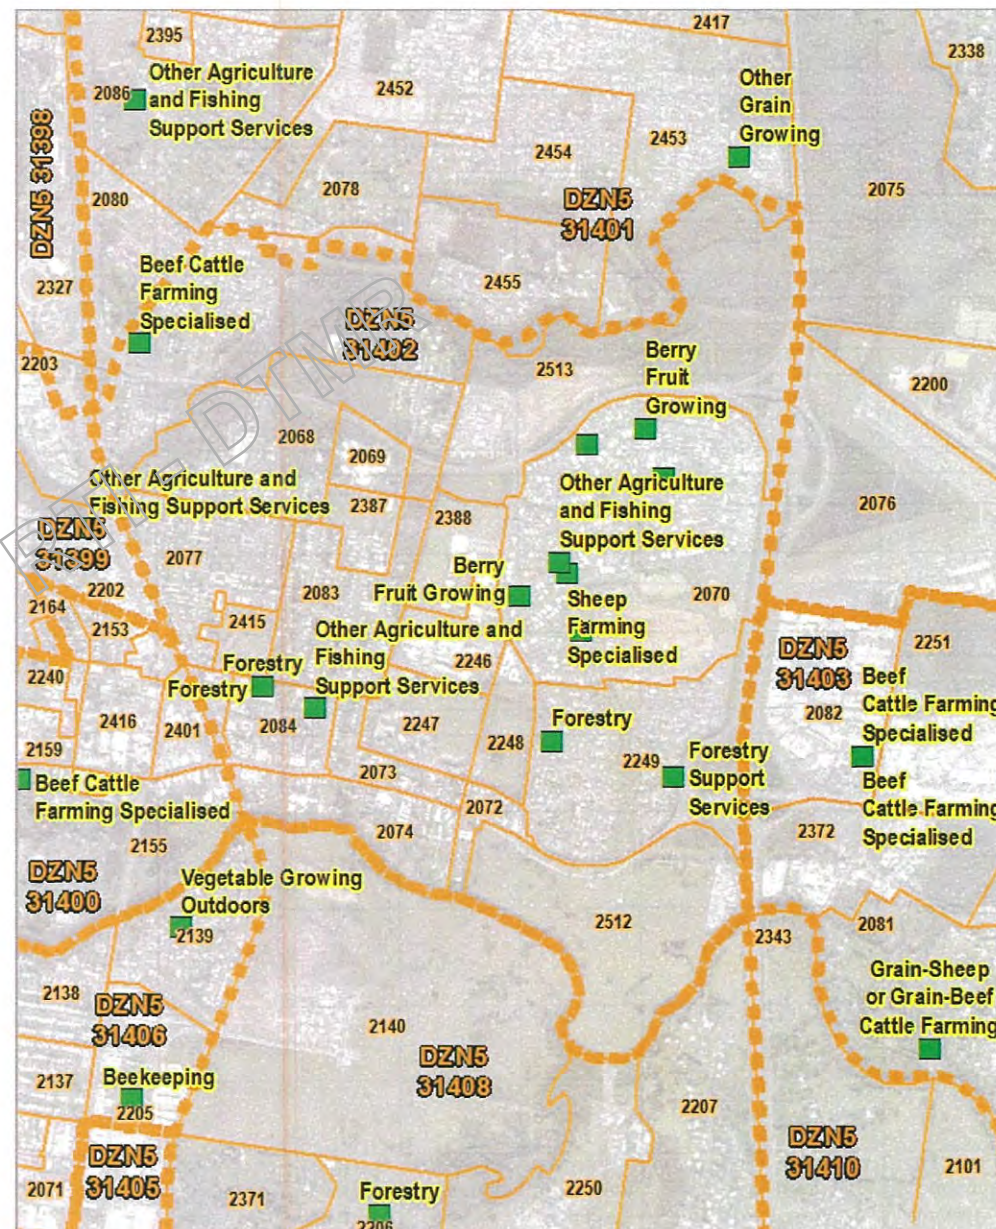 2417
2395
2338
Other Agriculture
and Fishing
Support Services
2086
2452
Other
Grain
Growing
2453
2454
DZN5 31398
2078
2075
2080
DZN5
31401
Beef Cattle
Farming
Specialised
2327
2455
DZN5
31402
2203
2513
Berry
Fruit
Growing
2200
2068
2069
Other Agriculture and
Fishing Support Services
2387
2388
Other Agriculture
and Fishing
Support Services
2076
DZN5
31399
2077
Berry
Fruit Growing
2202
2164
2153
2415
2083
2070
Sheep
Farming
Specialised
Other Agriculture and
Fishing
Support Services
2246
DZN5
31403
2251
2240
Forestry
Forestry
2416
2401
2084
2247
2248
Forestry
2082
Beef
Cattle Farming
Specialised
2159
2073
2249
Forestry
Support
Services
Beef
Cattle Farming
Specialised
Beef Cattle
Farming Specialised
2072
2074
2372
2155
DZN5
31400
Vegetable Growing
Outdoors
2139
2512
2343
2081
2138
DZN5
31406
2140
Grain-Sheep
or Grain-Beef
Cattle Farming
DZN5
31408
2137
Beekeeping
2205
2207
DZN5
31405
DZN5
31410
2101
2071
2371
Forestry
2250
2206
RTI - DTMR